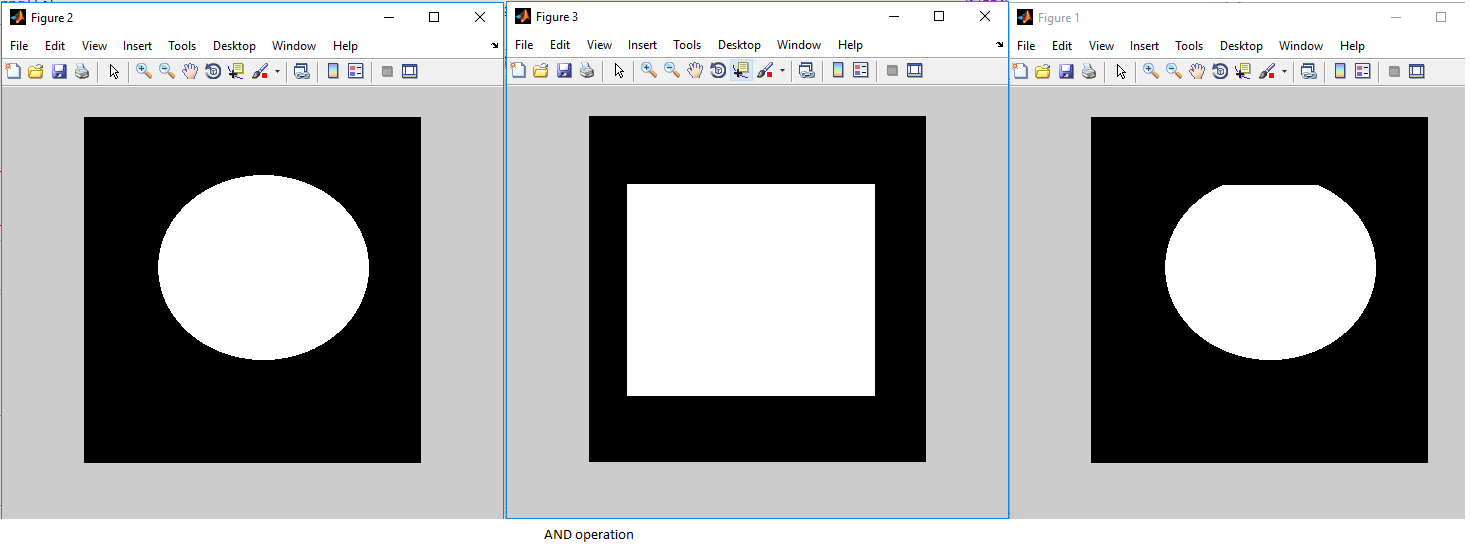 Figure 2
File Edit View Insert Tools Desktop Window Help
Figure 3
File Edit View Insert Tools Desktop Window Help
Figure 1
File Edit View Insert Tools Desktop Window Help
AND operation